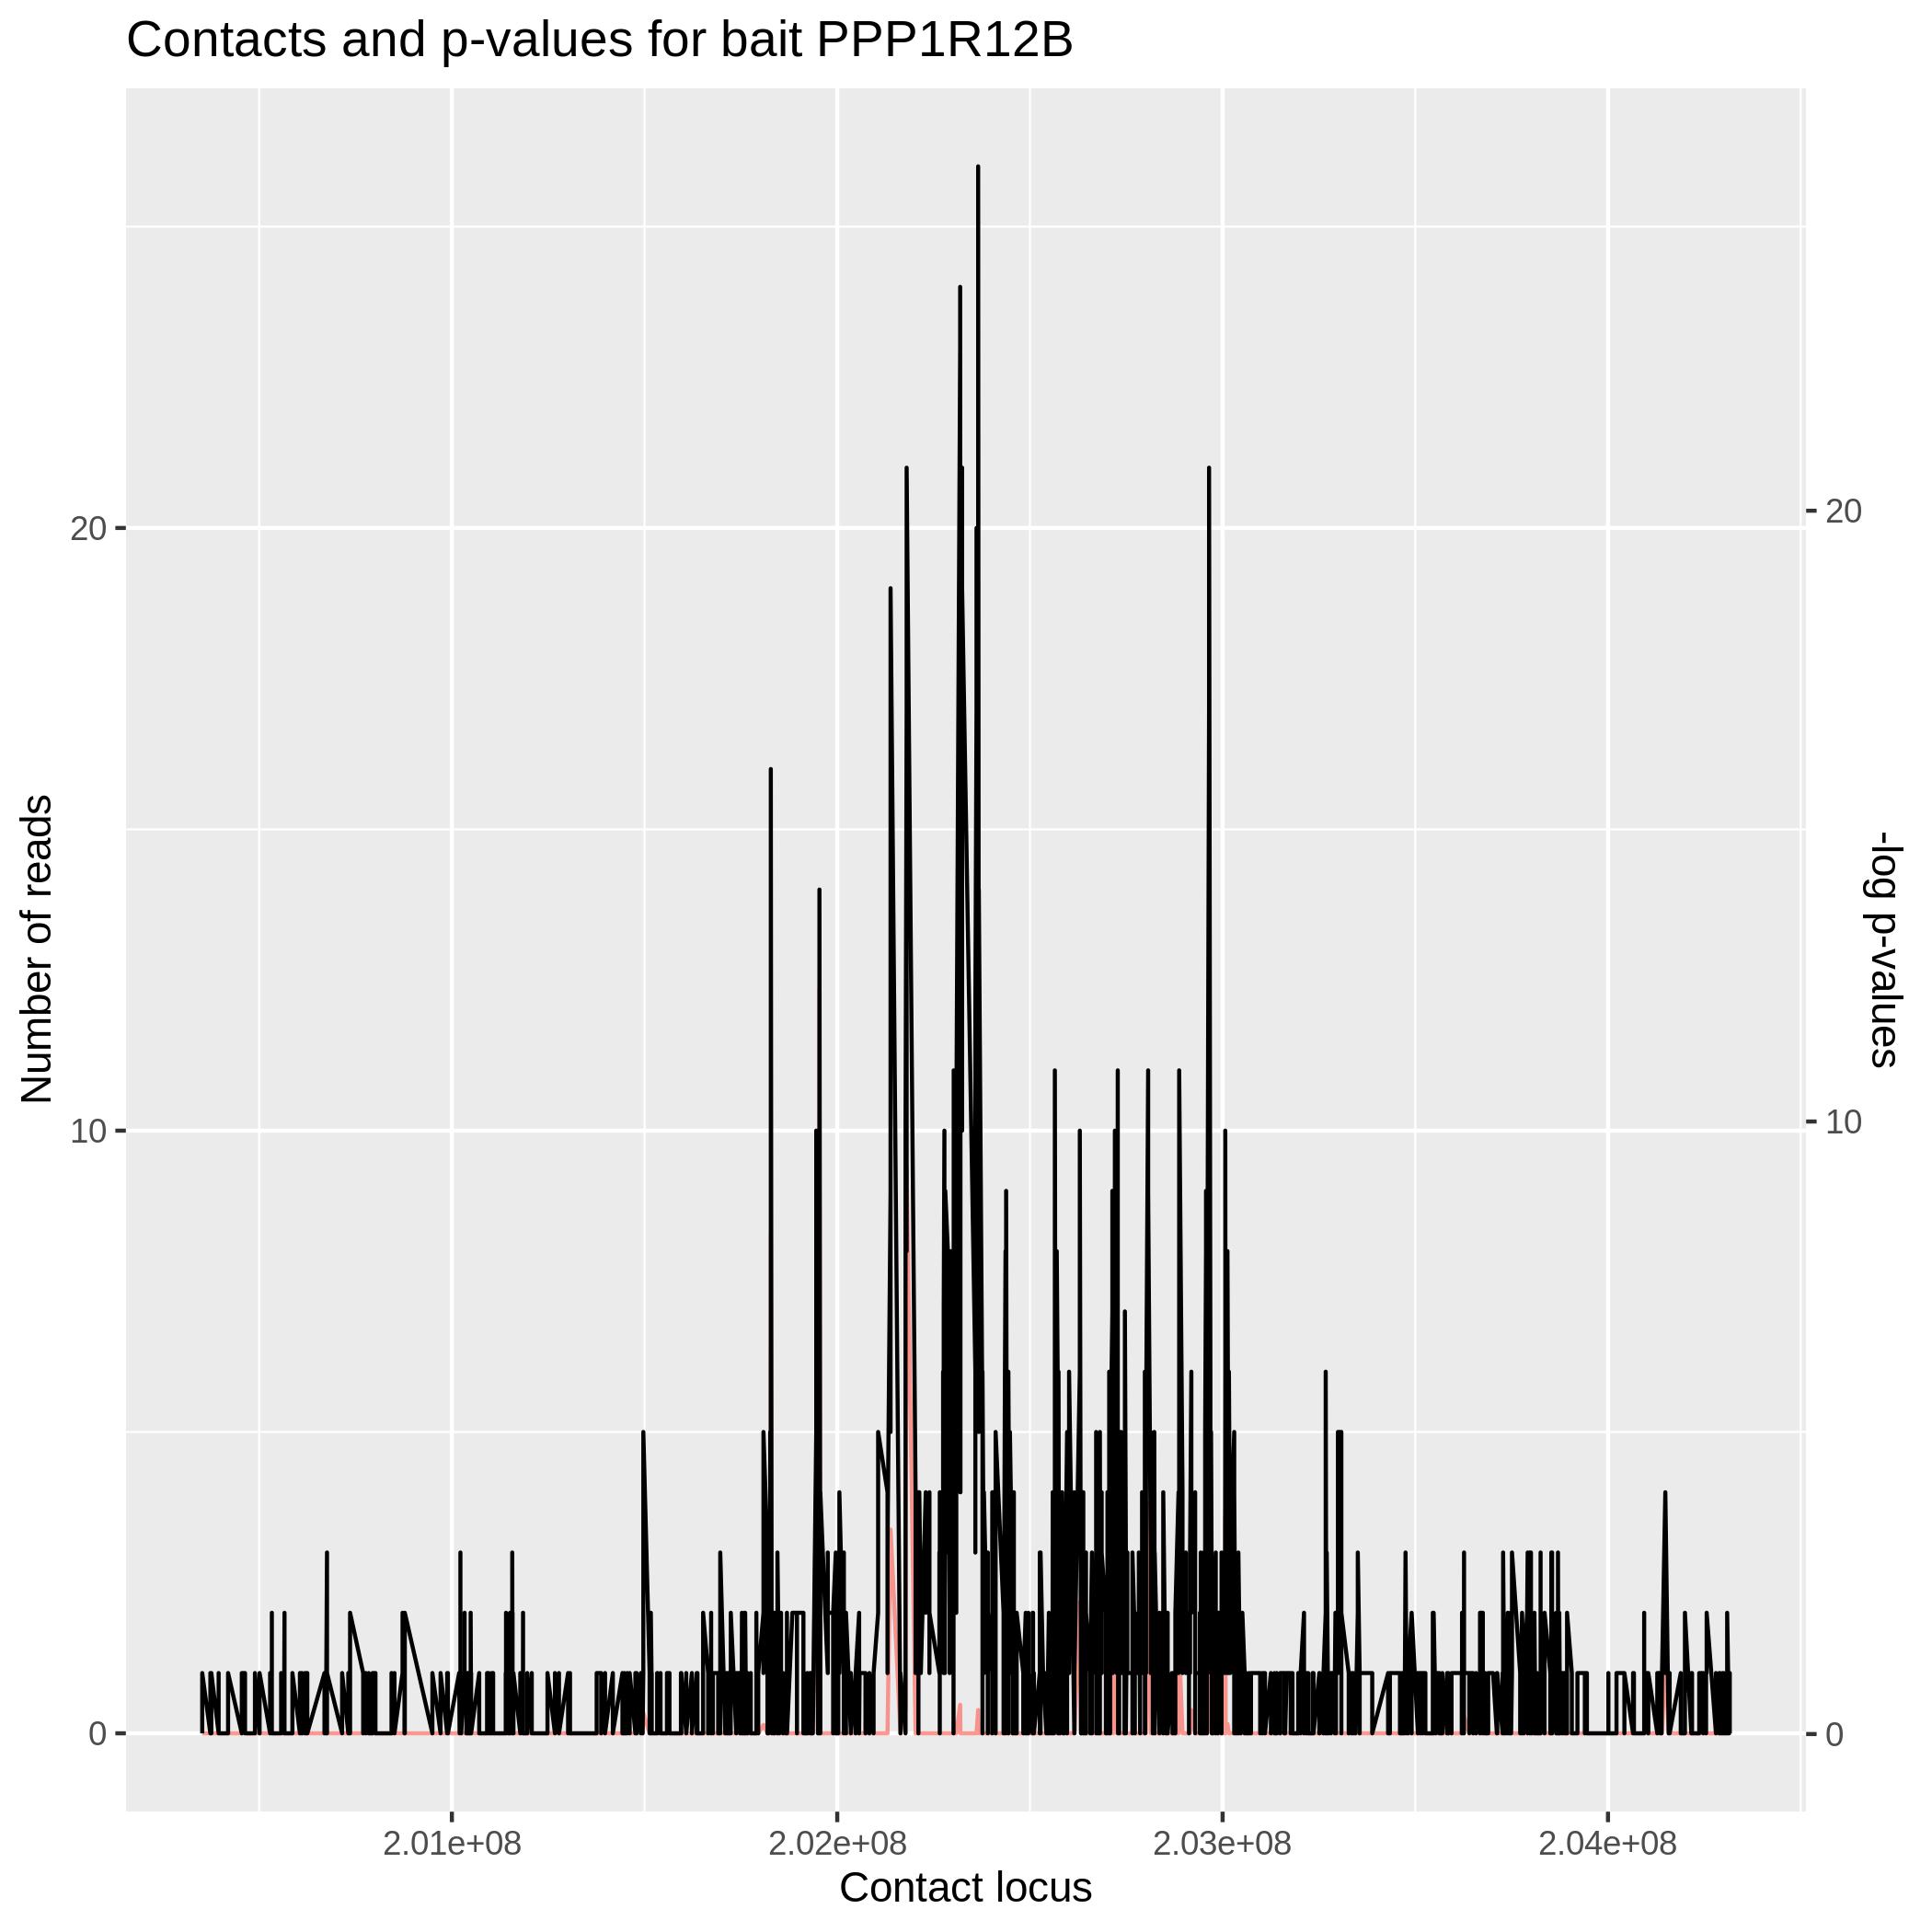 Contacts and p-values for bait PPP1R12B
Number of reads
20
10
0
20
10
0
-log p-values
2.01e+08
2.02e+08
2.03e+08
2.04e+08
Contact locus